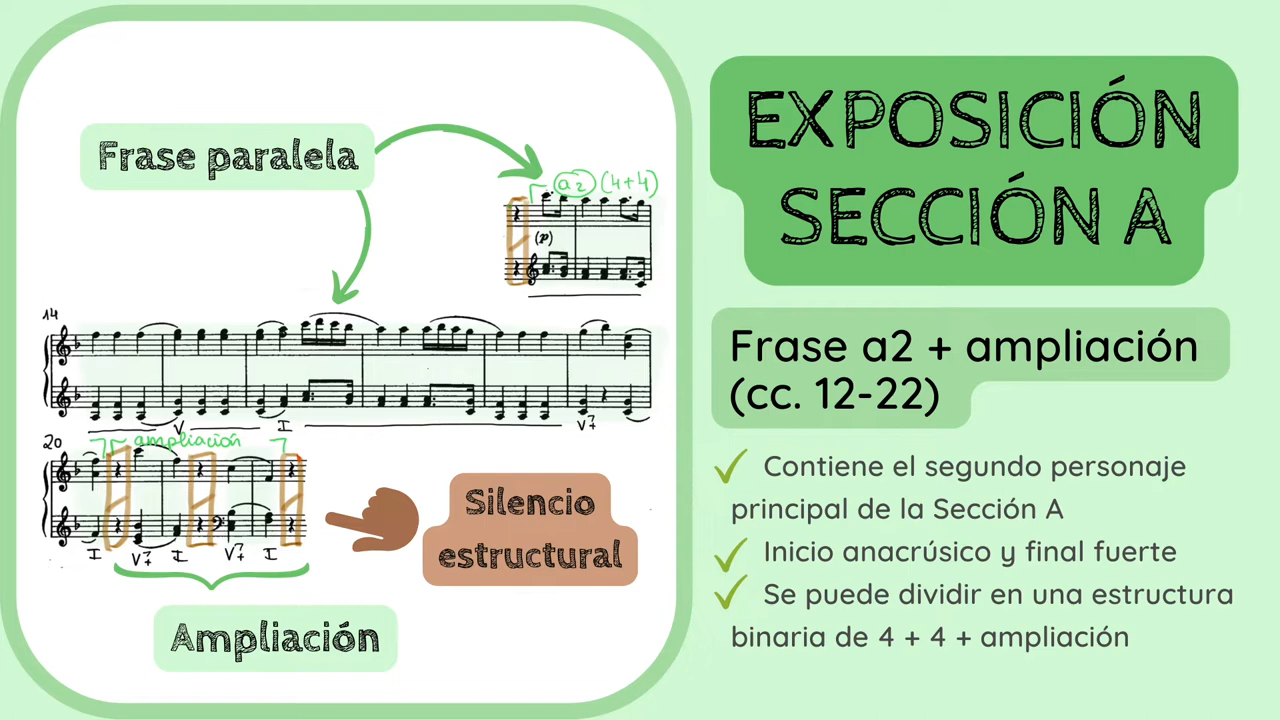 EXPOSICIÓN
SECCIÓN A
Frase paralela
a2 (4+4)
(p)
14
V
I
V7
20
ampliación
I
V7
I
V7
I
Silencio
estructural
Ampliación
Frase a2 + ampliación
(cc. 12-22)
✓ Contiene el segundo personaje
principal de la Sección A
✓ Inicio anacrúsico y final fuerte
✓ Se puede dividir en una estructura
binaria de 4 + 4 + ampliación